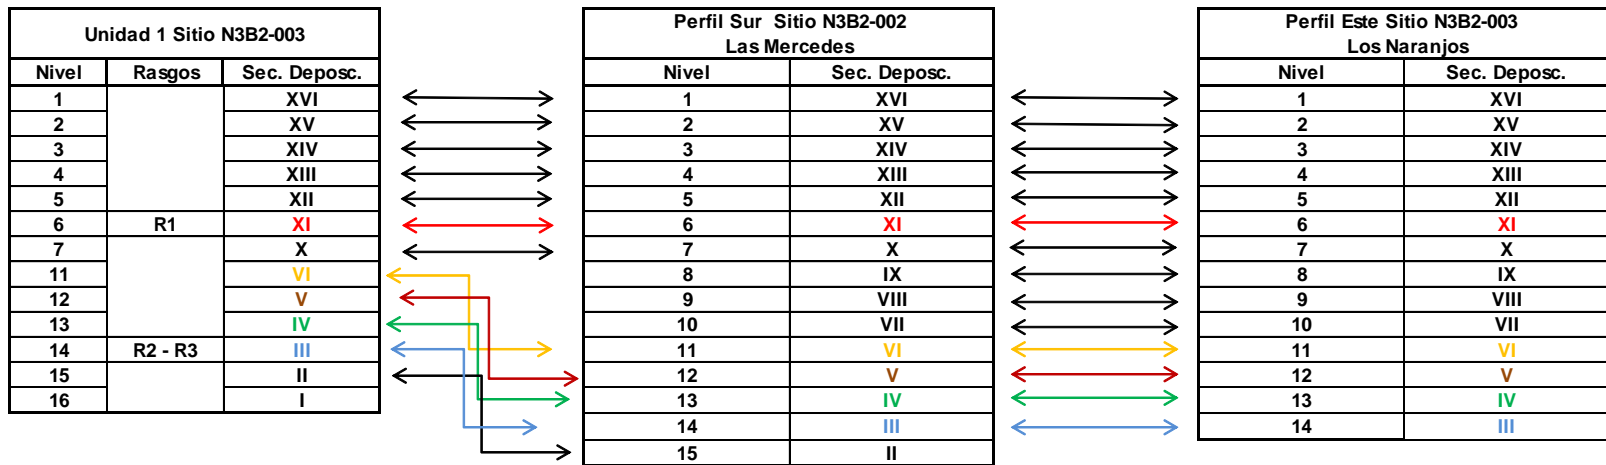 Unidad 1 Sitio N3B2-003
Nivel Rasgos Sec. Deposc.
1 XVI
2 XV
3 XIV
4 XIII
5 XII
6 R1 XI
7 X
11 VI
12 V
13 IV
14 R2 - R3 III
15 II
16 I
Perfil Sur Sitio N3B2-002
Las Mercedes
Nivel Sec. Deposc.
1 XVI
2 XV
3 XIV
4 XIII
5 XII
6 XI
7 X
8 IX
9 VIII
10 VII
11 VI
12 V
13 IV
14 III
15 II
Perfil Este Sitio N3B2-003
Los Naranjos
Nivel Sec. Deposc.
1 XVI
2 XV
3 XIV
4 XIII
5 XII
6 XI
7 X
8 IX
9 VIII
10 VII
11 VI
12 V
13 IV
14 III